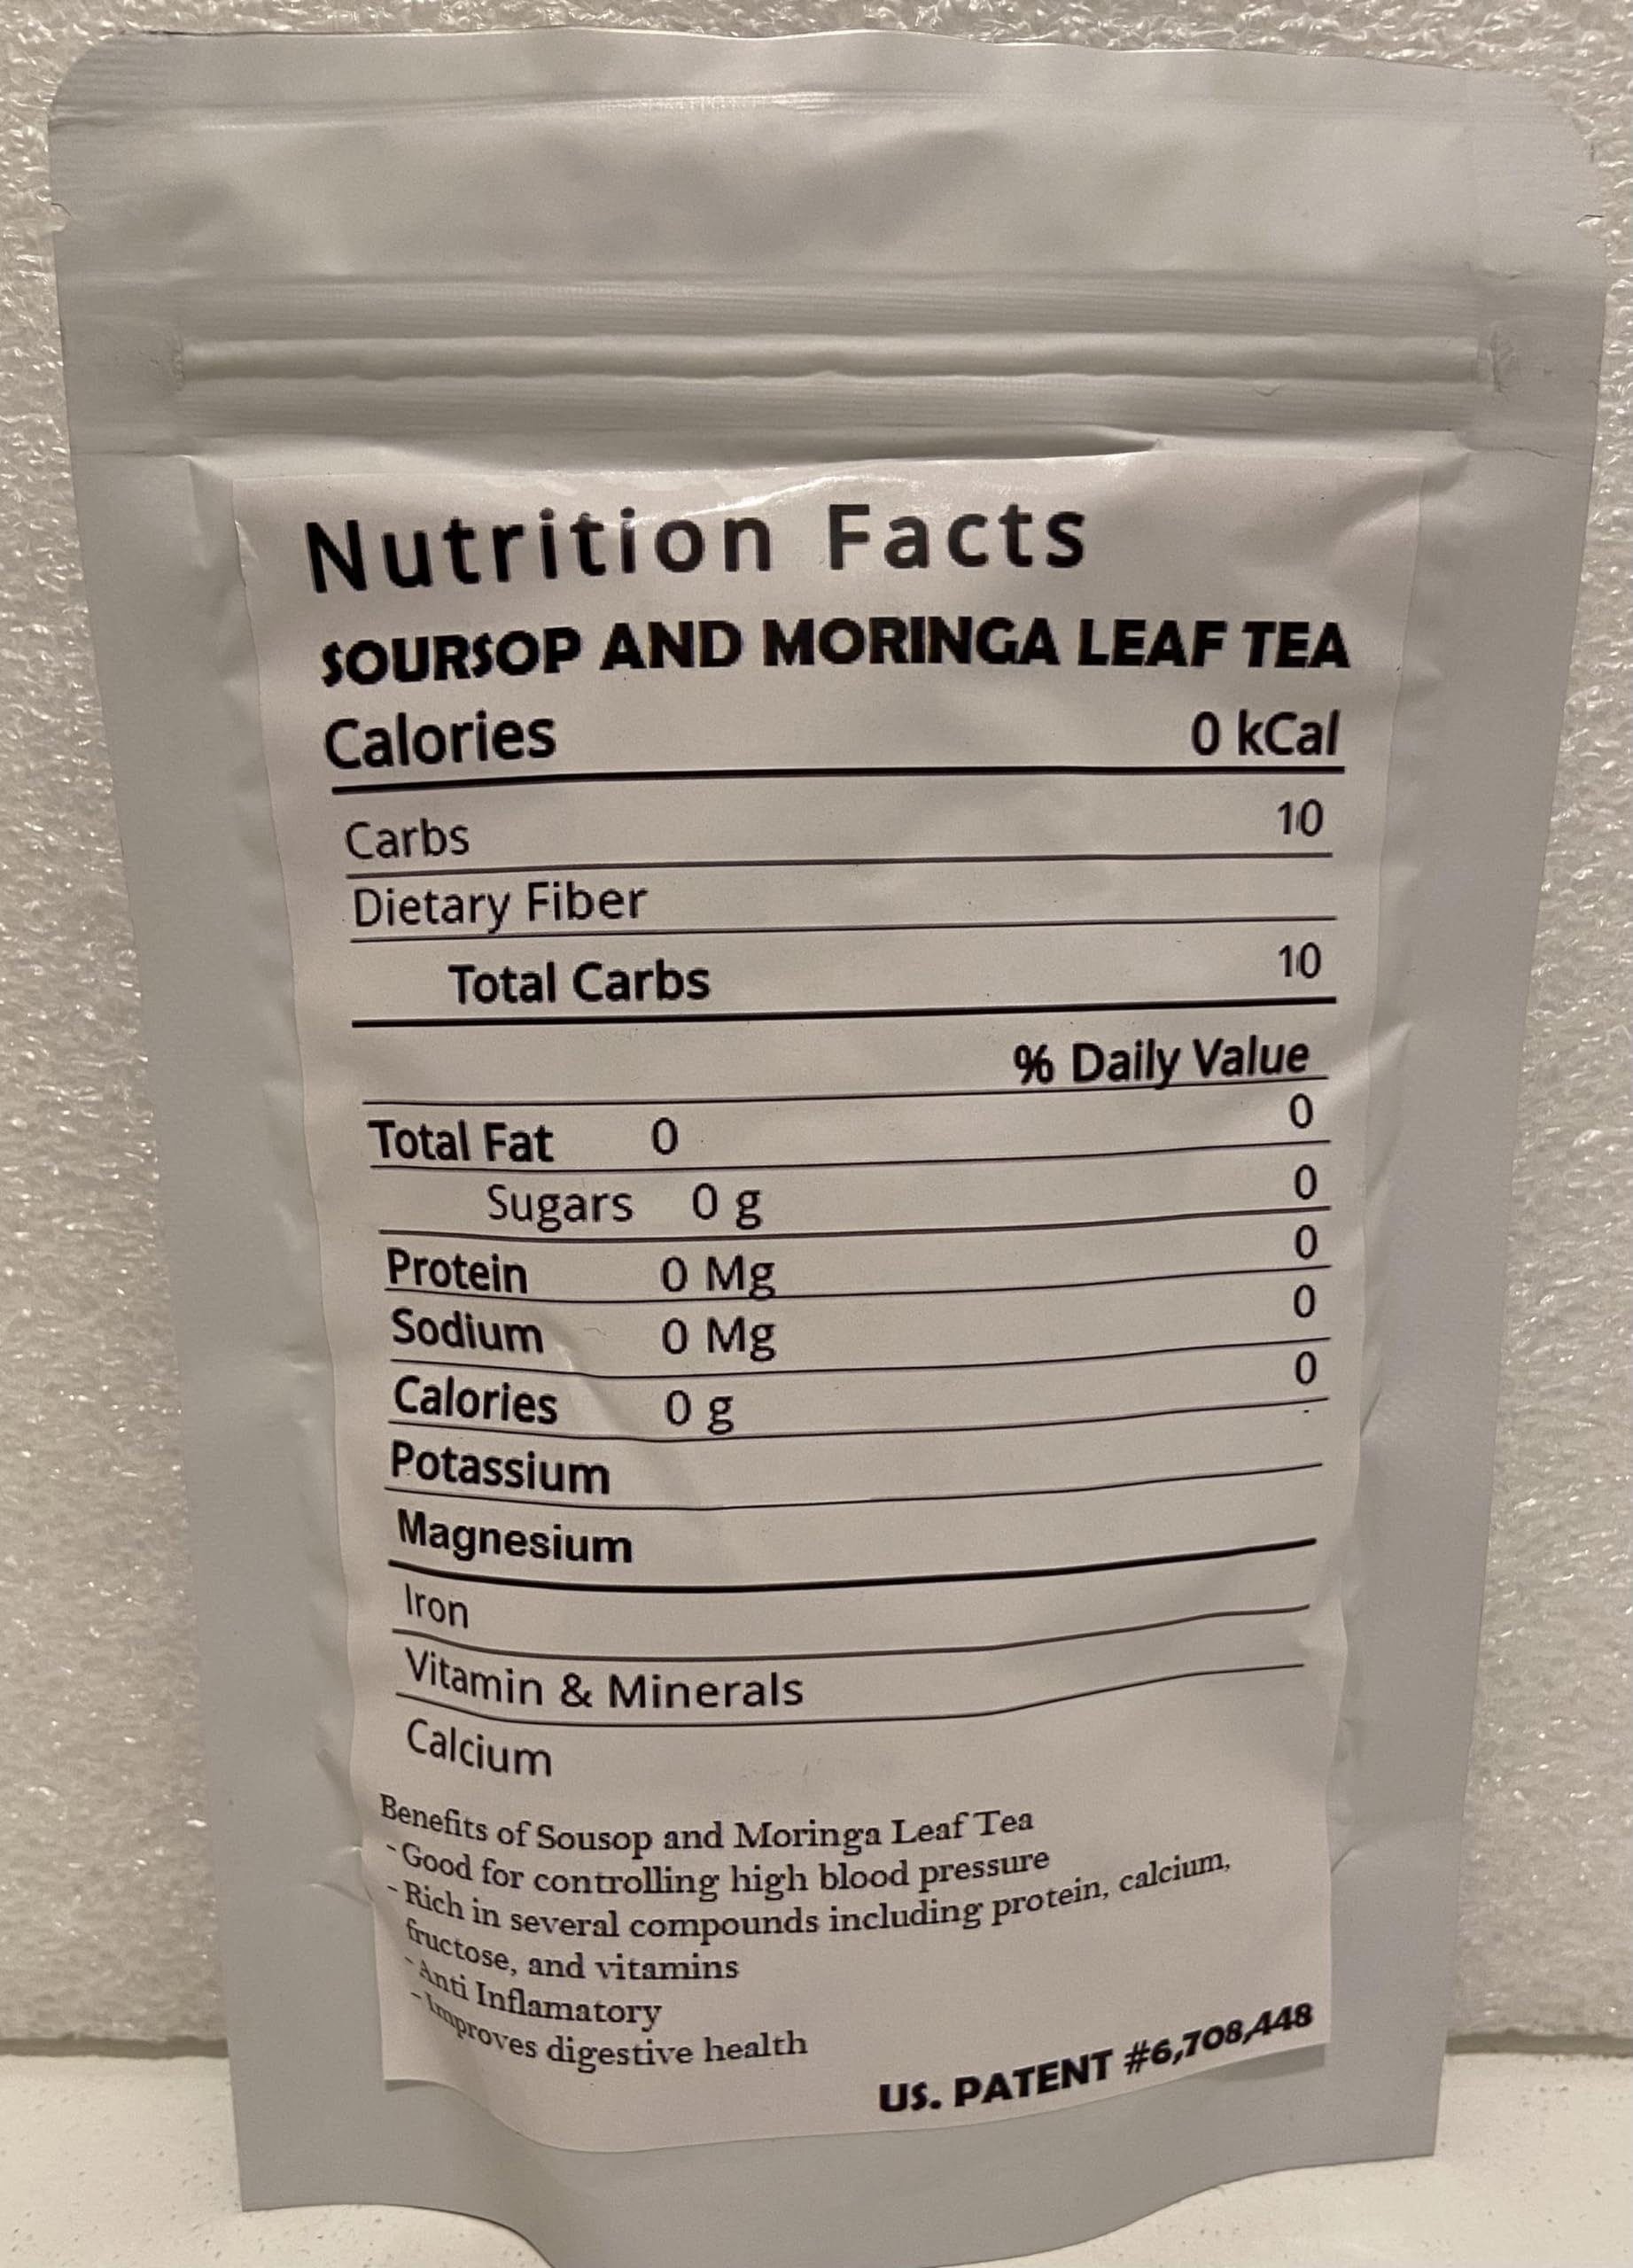 Nutrition Facts
SOURSOP AND MORINGA LEAF TEA
Calories 0 kCal
Carbs 10
Dietary Fiber
Total Carbs 10
% Daily Value
Total Fat 0 0
Sugars 0 g 0
Protein 0 Mg 0
Sodium 0 Mg 0
Calories 0 g 0
Potassium
Magnesium
Iron
Vitamin & Minerals
Calcium
Benefits of Sousop and Moringa Leaf Tea
- Good for controlling high blood pressure
- Rich in several compounds including protein, calcium,
fructose, and vitamins
- Anti Inflamatory
- Improves digestive health
US. PATENT #6,708,448